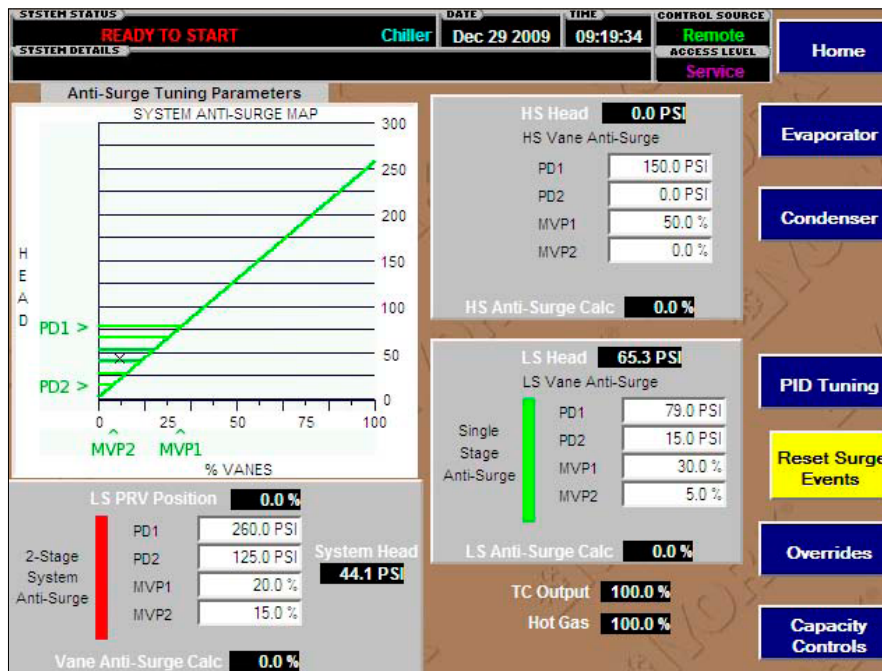 SYSTEM STATUS
READY TO START
Chiller
DATE
Dec 29 2009
TIME
09:19:34
CONTROL SOURCE
Remote
SYSTEM DETAILS
ACCESS LEVEL
Service
Home
Evaporator
Condenser
PID Tuning
Reset Surge
Events
Overrides
Capacity
Controls
Anti-Surge Tuning Parameters
SYSTEM ANTI-SURGE MAP
300
250
200
150
100
50
0
HEAD
PD1 >
PD2 >
0 25 50 75 100
MVP2 MVP1
% VANES
HS Head 0.0 PSI
HS Vane Anti-Surge
PD1 150.0 PSI
PD2 0.0 PSI
MVP1 50.0 %
MVP2 0.0 %
HS Anti-Surge Calc 0.0 %
LS Head 65.3 PSI
LS Vane Anti-Surge
Single
Stage
Anti-Surge
PD1 79.0 PSI
PD2 15.0 PSI
MVP1 30.0 %
MVP2 5.0 %
LS Anti-Surge Calc 0.0 %
LS PRV Position 0.0 %
2-Stage
System
Anti-Surge
PD1 260.0 PSI
PD2 125.0 PSI
MVP1 20.0 %
MVP2 15.0 %
System Head
44.1 PSI
Vane Anti-Surge Calc 0.0 %
TC Output 100.0 %
Hot Gas 100.0 %
YORK